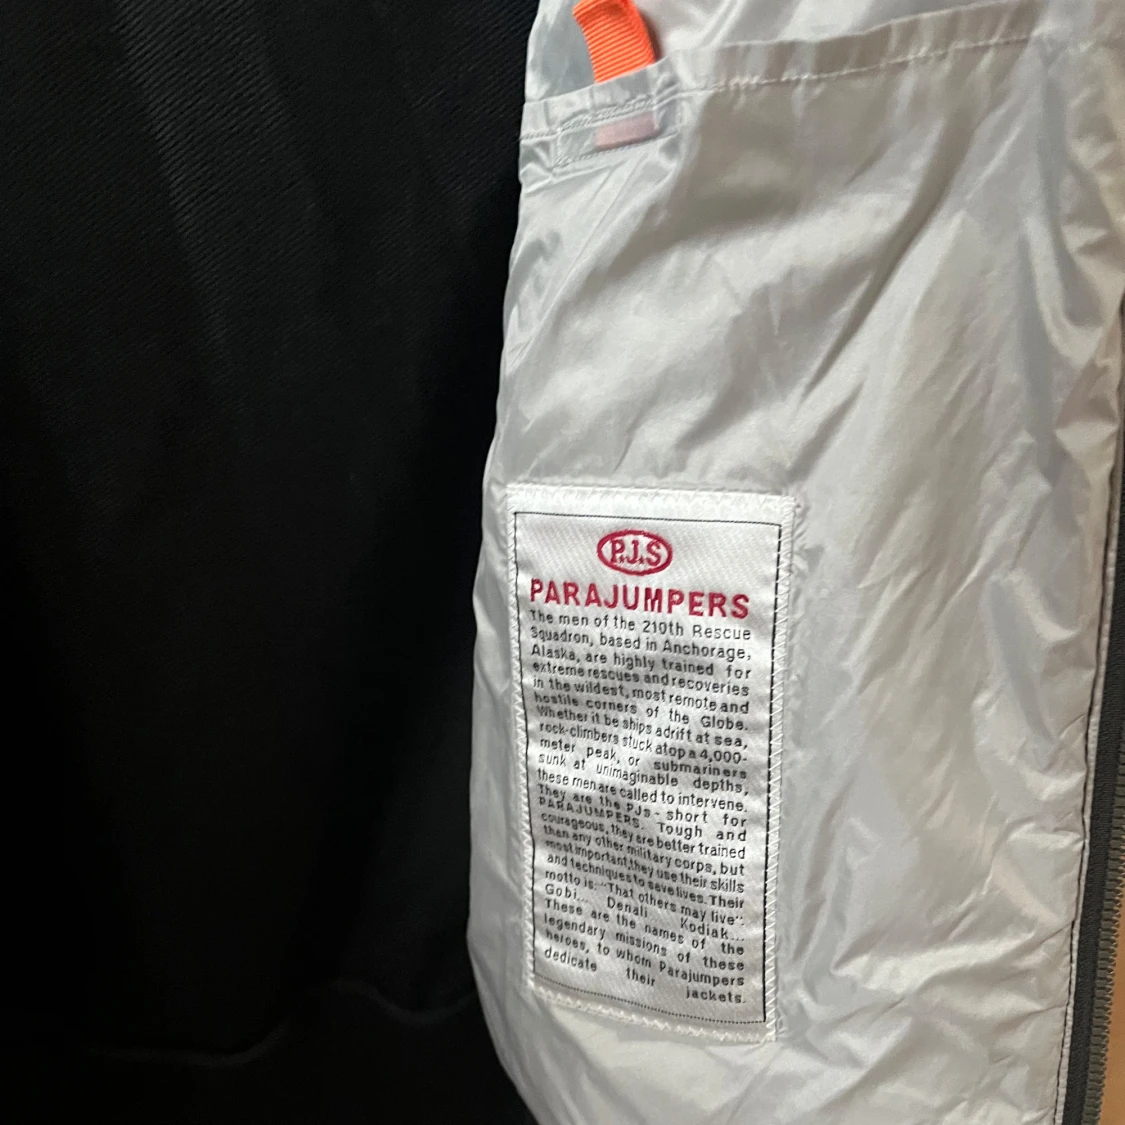 P.J.S
PARAJUMPERS
The men of the 210th Rescue
Squadron, based in Anchorage,
Alaska, are highly trained for
extreme rescues and recoveries
in the wildest, most remote and
hostile corners of the Globe.
Whether it be ships adrift at sea,
rock-climbers stuck atop a 4,000-
meter peak, or submariners
sunk at unimaginable depths,
these men are called to intervene.
They are the PJs - short for
PARAJUMPERS. Tough and
courageous, they are better trained
than any other military corps, but
most important, they use their skills
and techniques to save lives. Their
motto is: "That others may live".
Gobi... Denali Kodiak...
These are the names of the
legendary missions of these
heroes, to whom Parajumpers
dedicate their jackets.